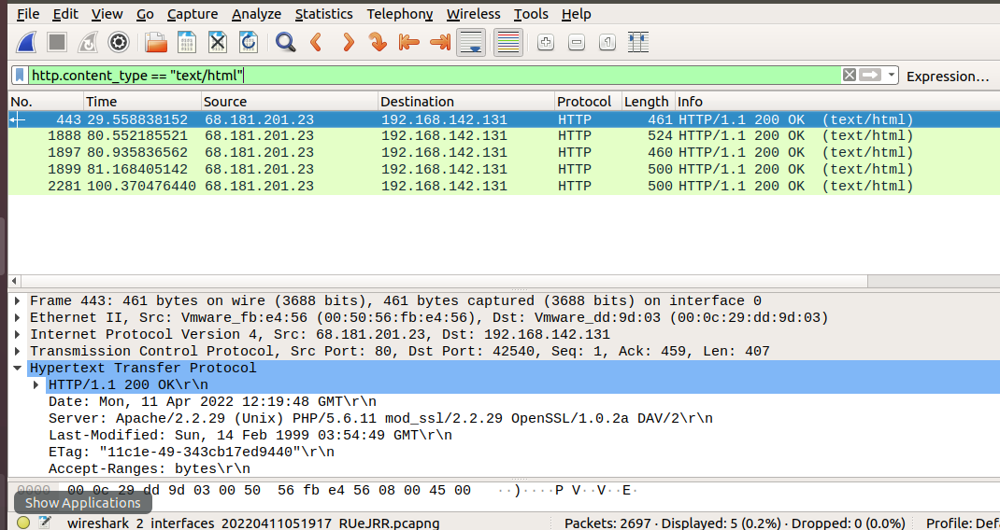 File Edit View Go Capture Analyze Statistics Telephony Wireless Tools Help
http.content_type == "text/html" Expression…
No. Time Source Destination Protocol Length Info
443 29.558838152 68.181.201.23 192.168.142.131 HTTP 461 HTTP/1.1 200 OK (text/html)
1888 80.552185521 68.181.201.23 192.168.142.131 HTTP 524 HTTP/1.1 200 OK (text/html)
1897 80.935836562 68.181.201.23 192.168.142.131 HTTP 460 HTTP/1.1 200 OK (text/html)
1899 81.168405142 68.181.201.23 192.168.142.131 HTTP 500 HTTP/1.1 200 OK (text/html)
2281 100.370476440 68.181.201.23 192.168.142.131 HTTP 500 HTTP/1.1 200 OK (text/html)
Frame 443: 461 bytes on wire (3688 bits), 461 bytes captured (3688 bits) on interface 0
Ethernet II, Src: Vmware_fb:e4:56 (00:50:56:fb:e4:56), Dst: Vmware_dd:9d:03 (00:0c:29:dd:9d:03)
Internet Protocol Version 4, Src: 68.181.201.23, Dst: 192.168.142.131
Transmission Control Protocol, Src Port: 80, Dst Port: 42540, Seq: 1, Ack: 459, Len: 407
Hypertext Transfer Protocol
HTTP/1.1 200 OK\r\n
Date: Mon, 11 Apr 2022 12:19:48 GMT\r\n
Server: Apache/2.2.29 (Unix) PHP/5.6.11 mod_ssl/2.2.29 OpenSSL/1.0.2a DAV/2\r\n
Last-Modified: Sun, 14 Feb 1999 03:54:49 GMT\r\n
ETag: "11c1e-49-343cb17ed9440"\r\n
Accept-Ranges: bytes\r\n
0000 00 0c 29 dd 9d 03 00 50 56 fb e4 56 08 00 45 00 ··)····P V··V··E·
Show Applications
wireshark_2_interfaces_20220411051917_RUeJRR.pcapng Packets: 2697 · Displayed: 5 (0.2%) · Dropped: 0 (0.0%) Profile: Def